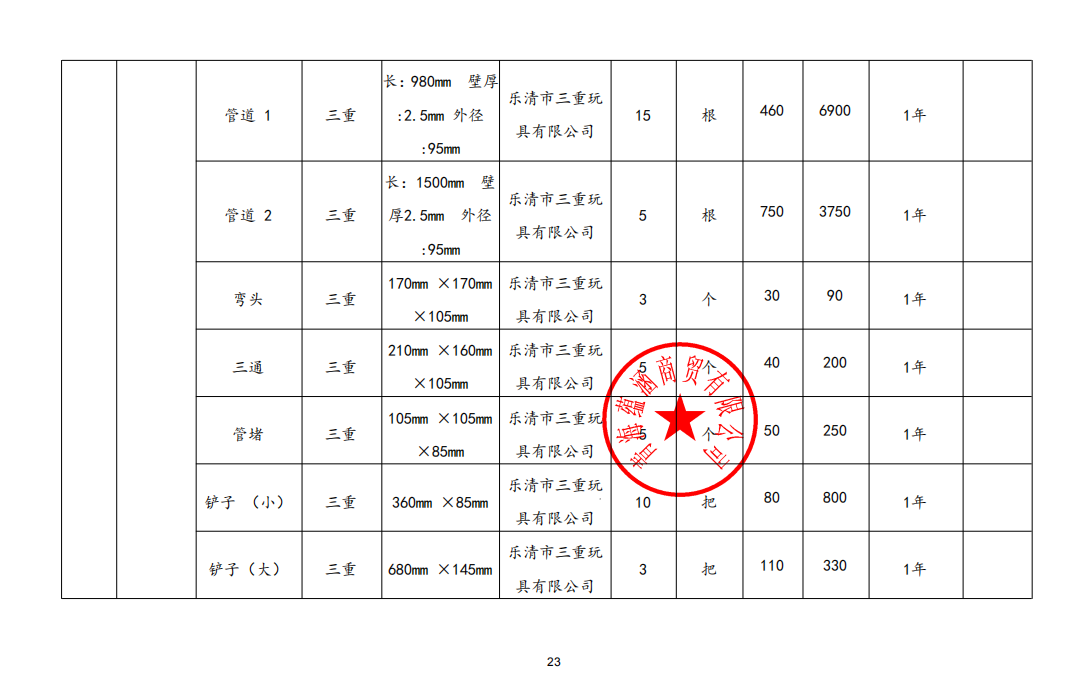 管道 1 三重 长：980mm 壁厚:2.5mm 外径:95mm 乐清市三重玩具有限公司 15 根 460 6900 1年
管道 2 三重 长：1500mm 壁厚2.5mm 外径:95mm 乐清市三重玩具有限公司 5 根 750 3750 1年
弯头 三重 170mm ×170mm ×105mm 乐清市三重玩具有限公司 3 个 30 90 1年
三通 三重 210mm ×160mm ×105mm 乐清市三重玩具有限公司 5 个 40 200 1年
管堵 三重 105mm ×105mm ×85mm 乐清市三重玩具有限公司 5 个 50 250 1年
铲子 （小） 三重 360mm ×85mm 乐清市三重玩具有限公司 10 把 80 800 1年
铲子（大） 三重 680mm ×145mm 乐清市三重玩具有限公司 3 把 110 330 1年
青海蕴涵商贸有限公司
23